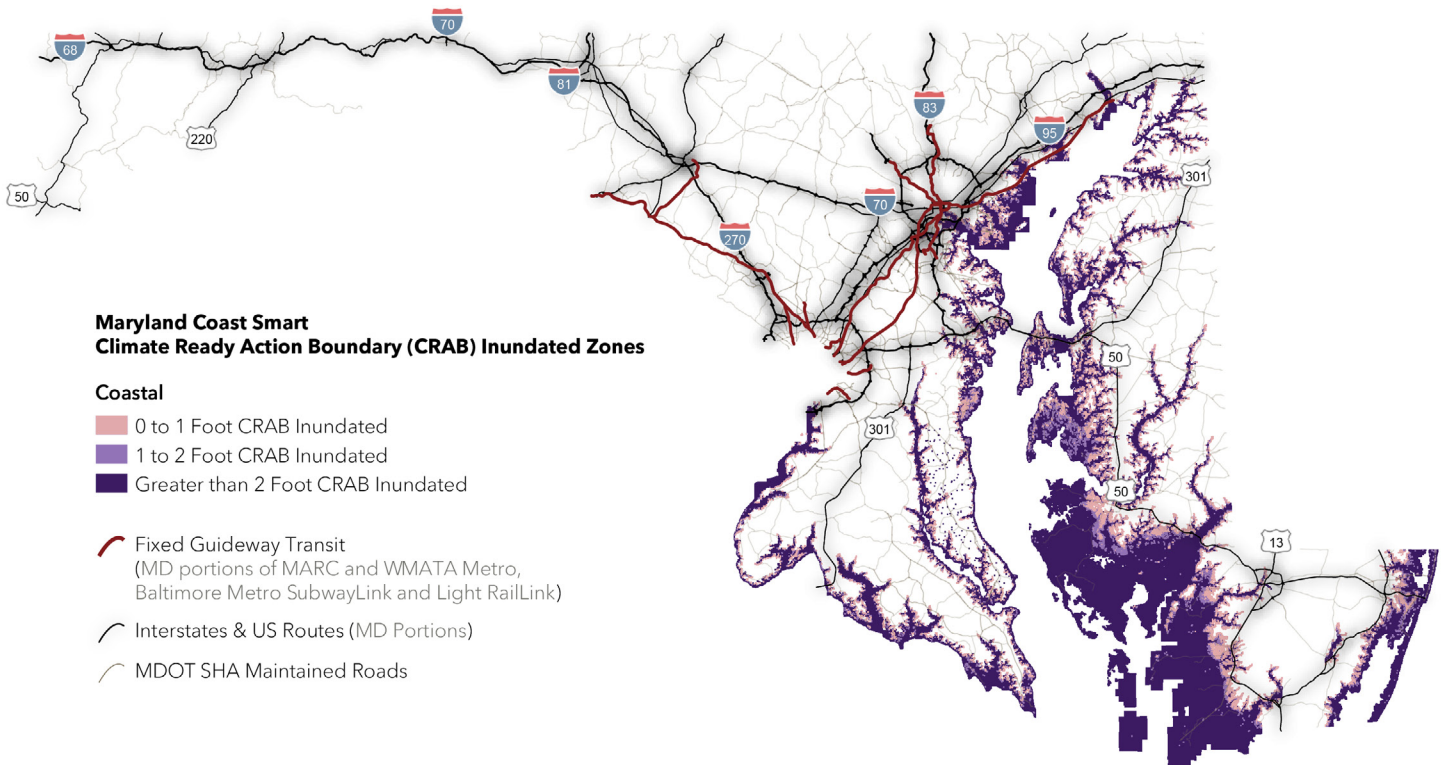 70
68
81
83
95
220
50
301
70
270
Maryland Coast Smart
Climate Ready Action Boundary (CRAB) Inundated Zones
Coastal
0 to 1 Foot CRAB Inundated
1 to 2 Foot CRAB Inundated
Greater than 2 Foot CRAB Inundated
Fixed Guideway Transit
(MD portions of MARC and WMATA Metro,
Baltimore Metro SubwayLink and Light RailLink)
Interstates & US Routes (MD Portions)
MDOT SHA Maintained Roads
50
301
50
13